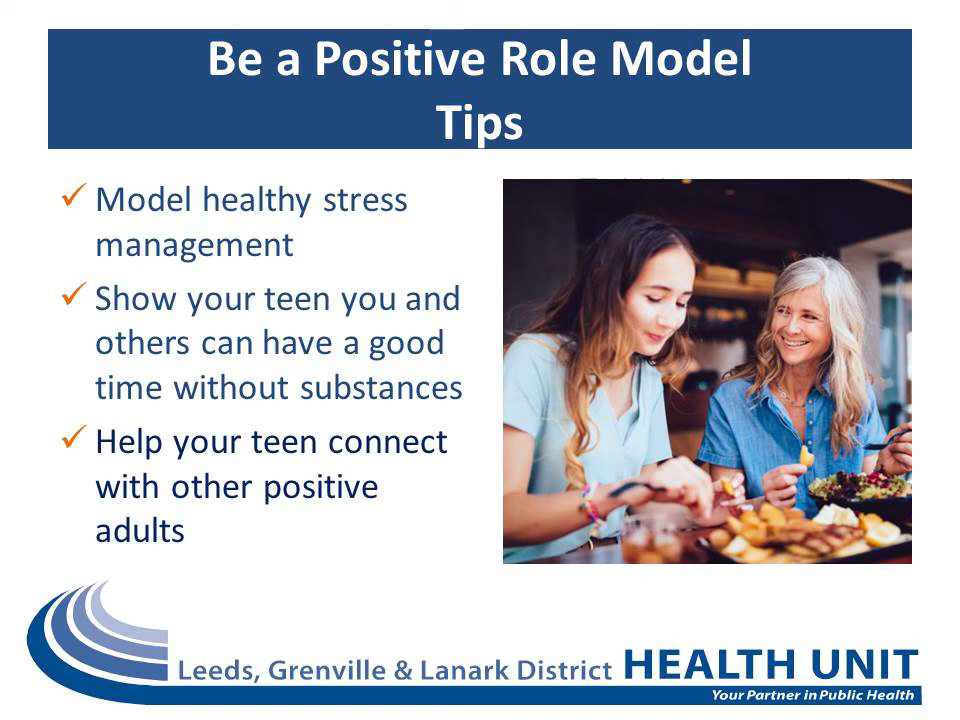 Be a Positive Role Model
Tips
✓ Model healthy stress
management
✓ Show your teen you and
others can have a good
time without substances
✓ Help your teen connect
with other positive
adults
Leeds, Grenville & Lanark District HEALTH UNIT
Your Partner in Public Health